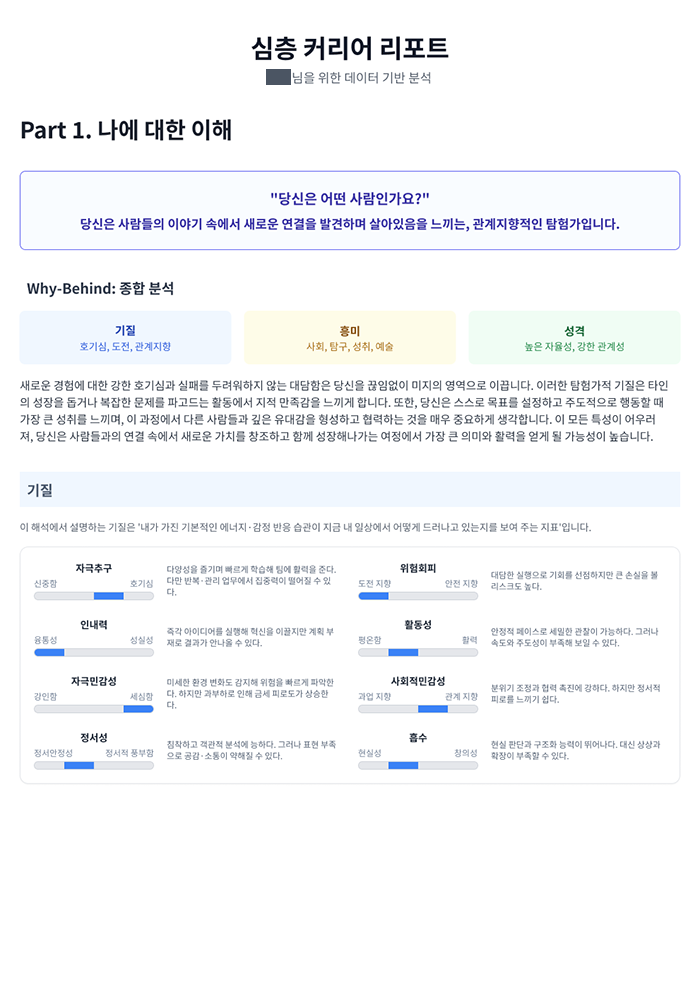 심층 커리어 리포트
님을 위한 데이터 기반 분석
Part 1. 나에 대한 이해
"당신은 어떤 사람인가요?"
당신은 사람들의 이야기 속에서 새로운 연결을 발견하며 살아있음을 느끼는, 관계지향적인 탐험가입니다.
Why-Behind: 종합 분석
기질
호기심, 도전, 관계지향
흥미
사회, 탐구, 성취, 예술
성격
높은 자율성, 강한 관계성
새로운 경험에 대한 강한 호기심과 실패를 두려워하지 않는 대담함은 당신을 끊임없이 미지의 영역으로 이끕니다. 이러한 탐험가적 기질은 타인
의 성장을 돕거나 복잡한 문제를 파고드는 활동에서 지적 만족감을 느끼게 합니다. 또한, 당신은 스스로 목표를 설정하고 주도적으로 행동할 때
가장 큰 성취를 느끼며, 이 과정에서 다른 사람들과 깊은 유대감을 형성하고 협력하는 것을 매우 중요하게 생각합니다. 이 모든 특성이 어우러
져, 당신은 사람들과의 연결 속에서 새로운 가치를 창조하고 함께 성장해나가는 여정에서 가장 큰 의미와 활력을 얻게 될 가능성이 높습니다.
기질
이 해석에서 설명하는 기질은 '내가 가진 기본적인 에너지·감정 반응 습관이 지금 내 일상에서 어떻게 드러나고 있는지를 보여 주는 지표'입니다.
자극추구
신중함 호기심
다양성을 즐기며 빠르게 학습해 팀에 활력을 준다.
다만 반복·관리 업무에서 집중력이 떨어질 수 있
다.
위험회피
도전 지향 안전 지향
대담한 실행으로 기회를 선점하지만 큰 손실을 볼
리스크도 높다.
인내력
융통성 성실성
즉각 아이디어를 실행해 혁신을 이끌지만 계획 부
재로 결과가 안나올 수 있다.
활동성
평온함 활력
안정적 페이스로 세밀한 관찰이 가능하다. 그러나
속도와 주도성이 부족해 보일 수 있다.
자극민감성
강인함 세심함
미세한 환경 변화도 감지해 위험을 빠르게 파악한
다. 하지만 과부하로 인해 금세 피로도가 상승한
다.
사회적민감성
과업 지향 관계 지향
분위기 조정과 협력 촉진에 강하다. 하지만 정서적
피로를 느끼기 쉽다.
정서성
정서안정성 정서적 풍부함
침착하고 객관적 분석에 능하다. 그러나 표현 부족
으로 공감·소통이 약해질 수 있다.
흡수
현실성 창의성
현실 판단과 구조화 능력이 뛰어나다. 대신 상상과
확장이 부족할 수 있다.